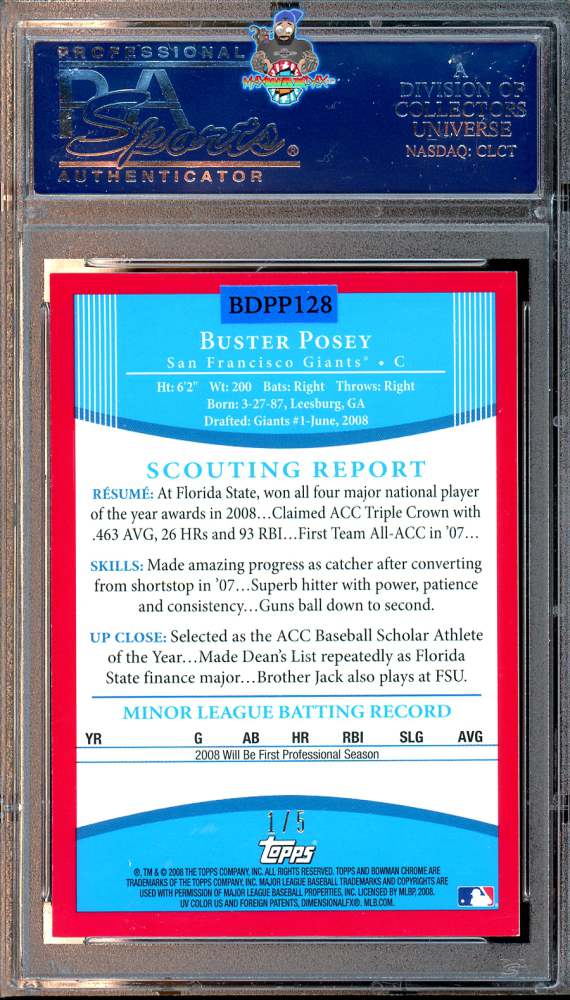 PROFESSIONAL
PSA
Sports®
AUTHENTICATOR
A
DIVISION OF
COLLECTORS
UNIVERSE
NASDAQ: CLCT
BDPP128
BUSTER POSEY
San Francisco Giants® • C
Ht: 6'2" Wt: 200 Bats: Right Throws: Right
Born: 3-27-87, Leesburg, GA
Drafted: Giants #1-June, 2008
SCOUTING REPORT
RÉSUMÉ: At Florida State, won all four major national player
of the year awards in 2008…Claimed ACC Triple Crown with
.463 AVG, 26 HRs and 93 RBI…First Team All-ACC in ’07…
SKILLS: Made amazing progress as catcher after converting
from shortstop in ’07…Superb hitter with power, patience
and consistency…Guns ball down to second.
UP CLOSE: Selected as the ACC Baseball Scholar Athlete
of the Year…Made Dean’s List repeatedly as Florida
State finance major…Brother Jack also plays at FSU.
MINOR LEAGUE BATTING RECORD
YR G AB HR RBI SLG AVG
2008 Will Be First Professional Season
1/5
topps
®, TM & © 2008 THE TOPPS COMPANY, INC. ALL RIGHTS RESERVED. TOPPS AND BOWMAN CHROME ARE
TRADEMARKS OF THE TOPPS COMPANY, INC. MAJOR LEAGUE BASEBALL TRADEMARKS AND COPYRIGHTS ARE
USED WITH PERMISSION OF MAJOR LEAGUE BASEBALL PROPERTIES, INC. LICENSED BY MLBP, 2008.
UV COLOR US AND FOREIGN PATENTS, DIMENSIONALFX®. MLB.COM.